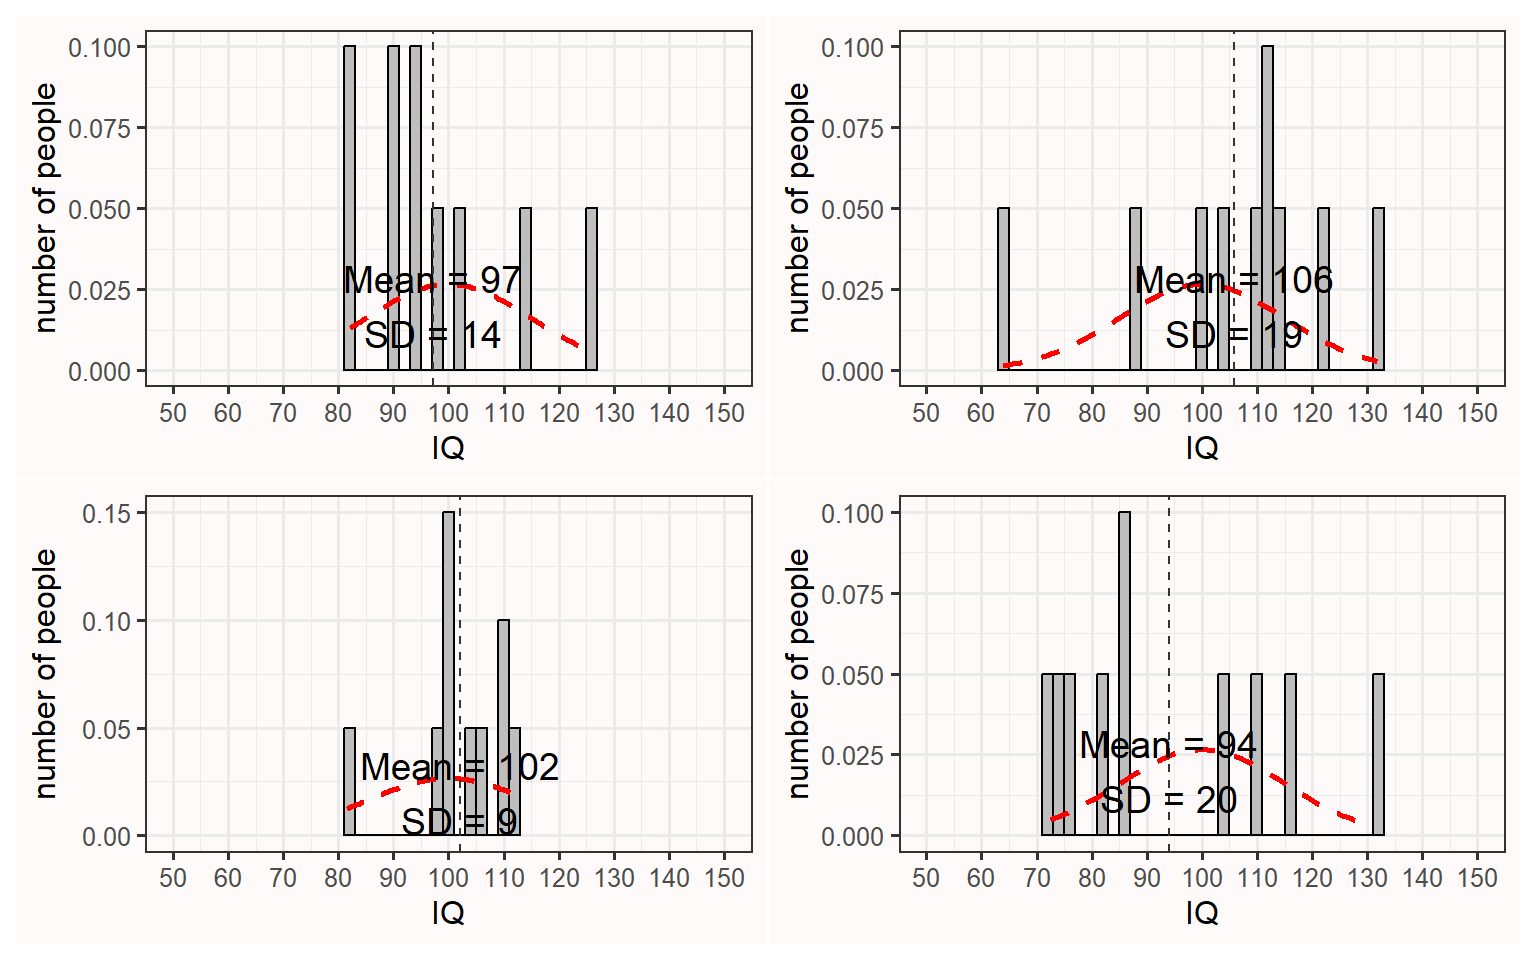 number of people
0.100
0.075
0.050
0.025
0.000
Mean = 97
SD = 14
50 60 70 80 90 100 110 120 130 140 150
IQ
number of people
0.100
0.075
0.050
0.025
0.000
Mean = 106
SD = 19
50 60 70 80 90 100 110 120 130 140 150
IQ
number of people
0.15
0.10
0.05
0.00
Mean = 102
SD = 9
50 60 70 80 90 100 110 120 130 140 150
IQ
number of people
0.100
0.075
0.050
0.025
0.000
Mean = 94
SD = 20
50 60 70 80 90 100 110 120 130 140 150
IQ